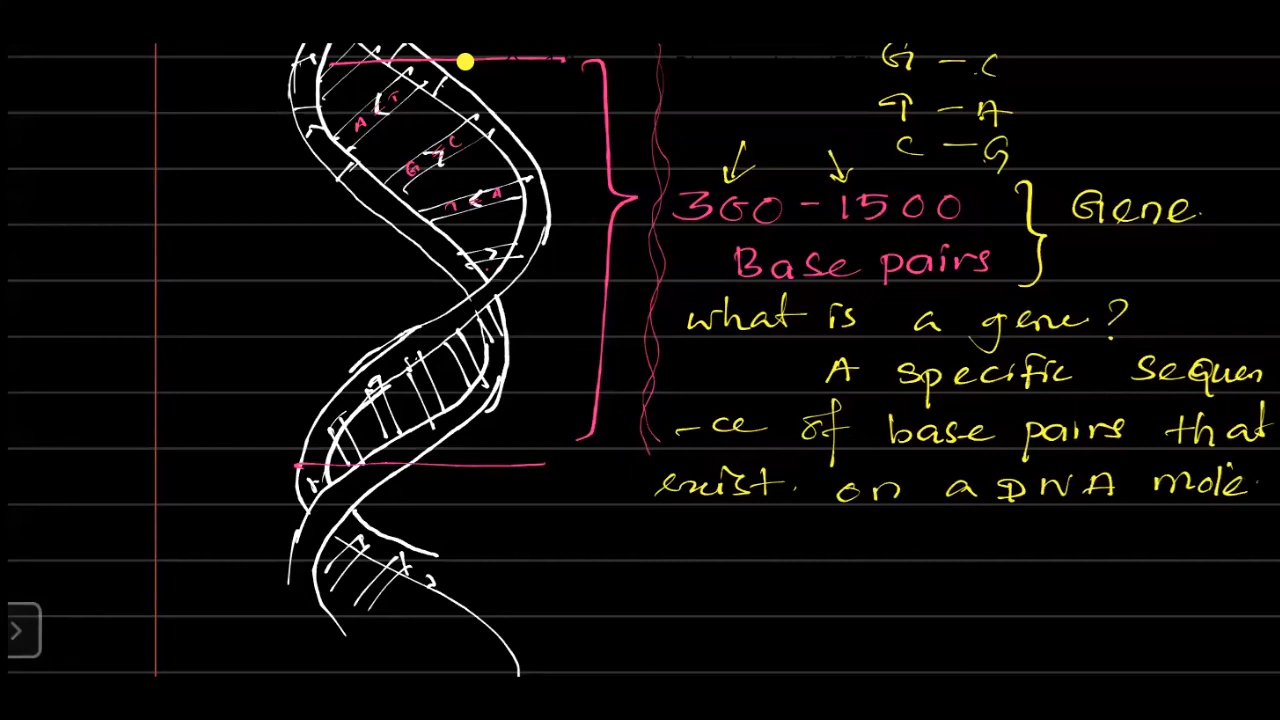 G - C
T - A
C - G
A T
G C
T A
360 - 1500 } Gene.
Base pairs
what is a gene?
A specific sequen
-ce of base pairs that
exist. on a DNA mole.